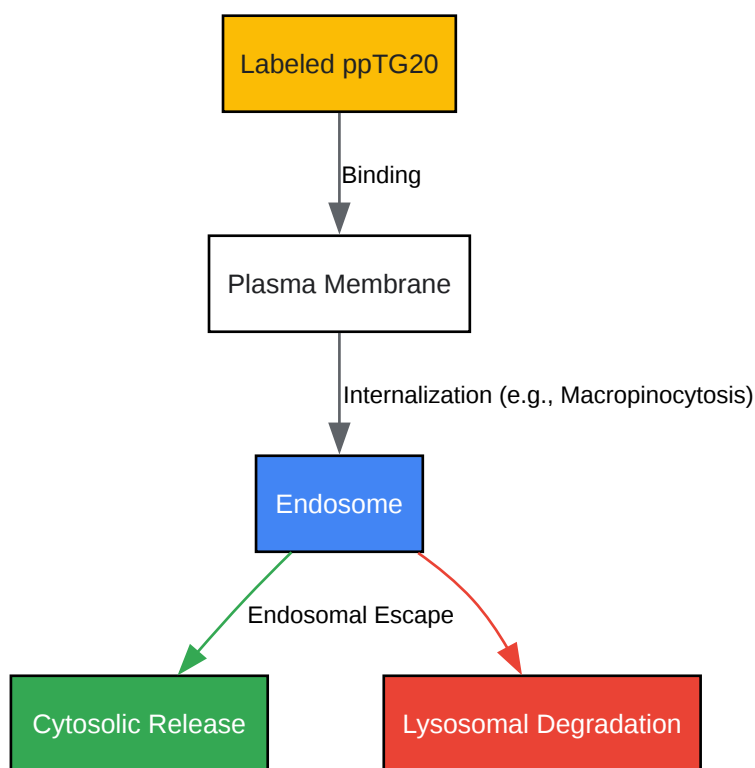 Labeled ppTG20
Binding
Plasma Membrane
Internalization (e.g., Macropinocytosis)
Endosome
Endosomal Escape
Cytosolic Release
Lysosomal Degradation